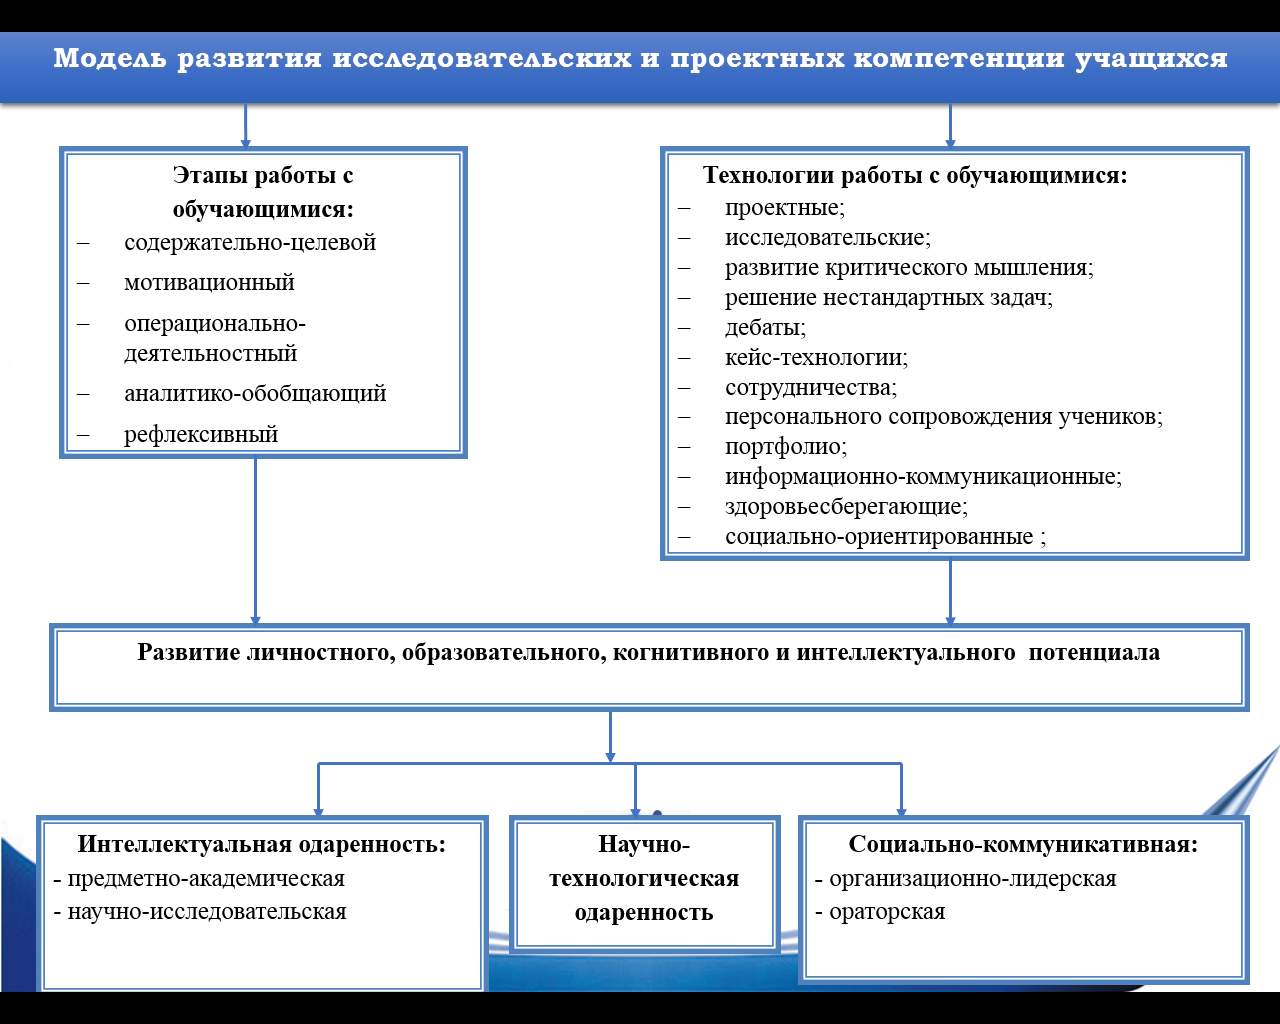 Модель развития исследовательских и проектных компетенции учащихся
Этапы работы с
обучающимися:
– содержательно-целевой
– мотивационный
– операционально-
деятельностный
– аналитико-обобщающий
– рефлексивный
Технологии работы с обучающимися:
– проектные;
– исследовательские;
– развитие критического мышления;
– решение нестандартных задач;
– дебаты;
– кейс-технологии;
– сотрудничества;
– персонального сопровождения учеников;
– портфолио;
– информационно-коммуникационные;
– здоровьесберегающие;
– социально-ориентированные ;
Развитие личностного, образовательного, когнитивного и интеллектуального потенциала
Интеллектуальная одаренность:
- предметно-академическая
- научно-исследовательская
Научно-
технологическая
одаренность
Социально-коммуникативная:
- организационно-лидерская
- ораторская